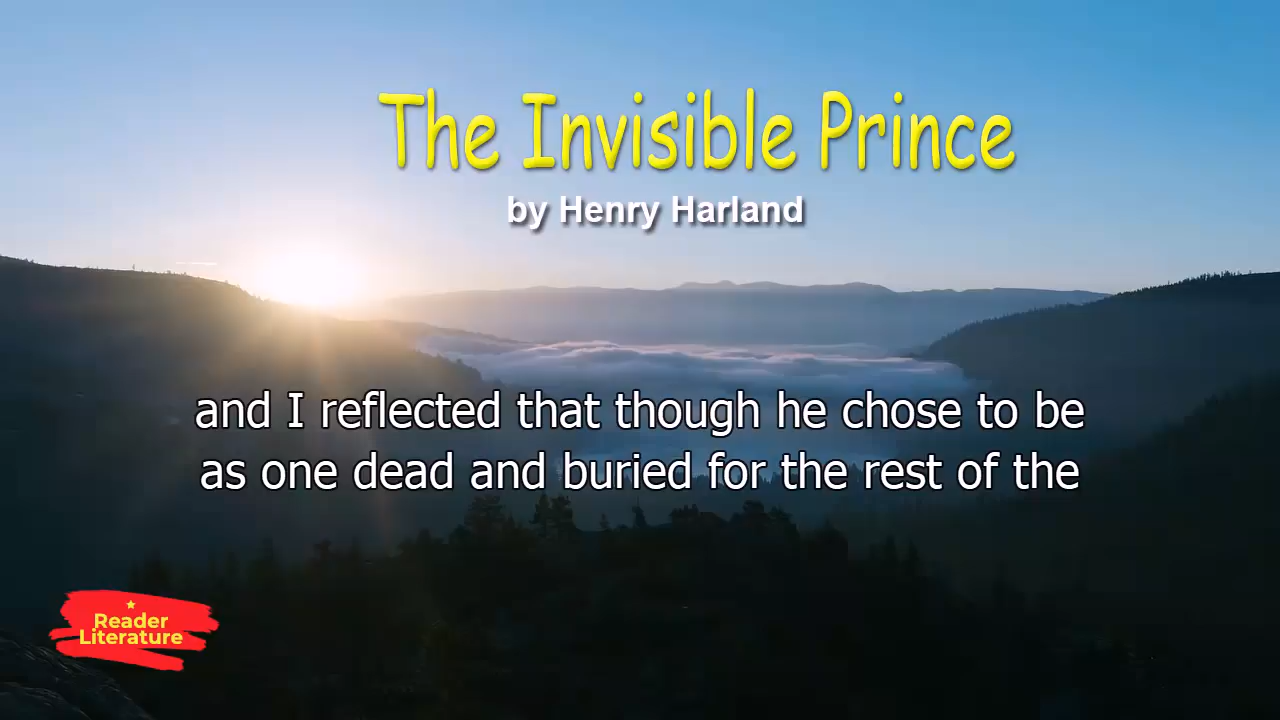 The Invisible Prince
by Henry Harland
and I reflected that though he chose to be
as one dead and buried for the rest of the
Reader
Literature